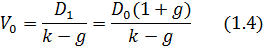 V₀ = D₁ / (k − g) = D₀(1 + g) / (k − g) (1.4)